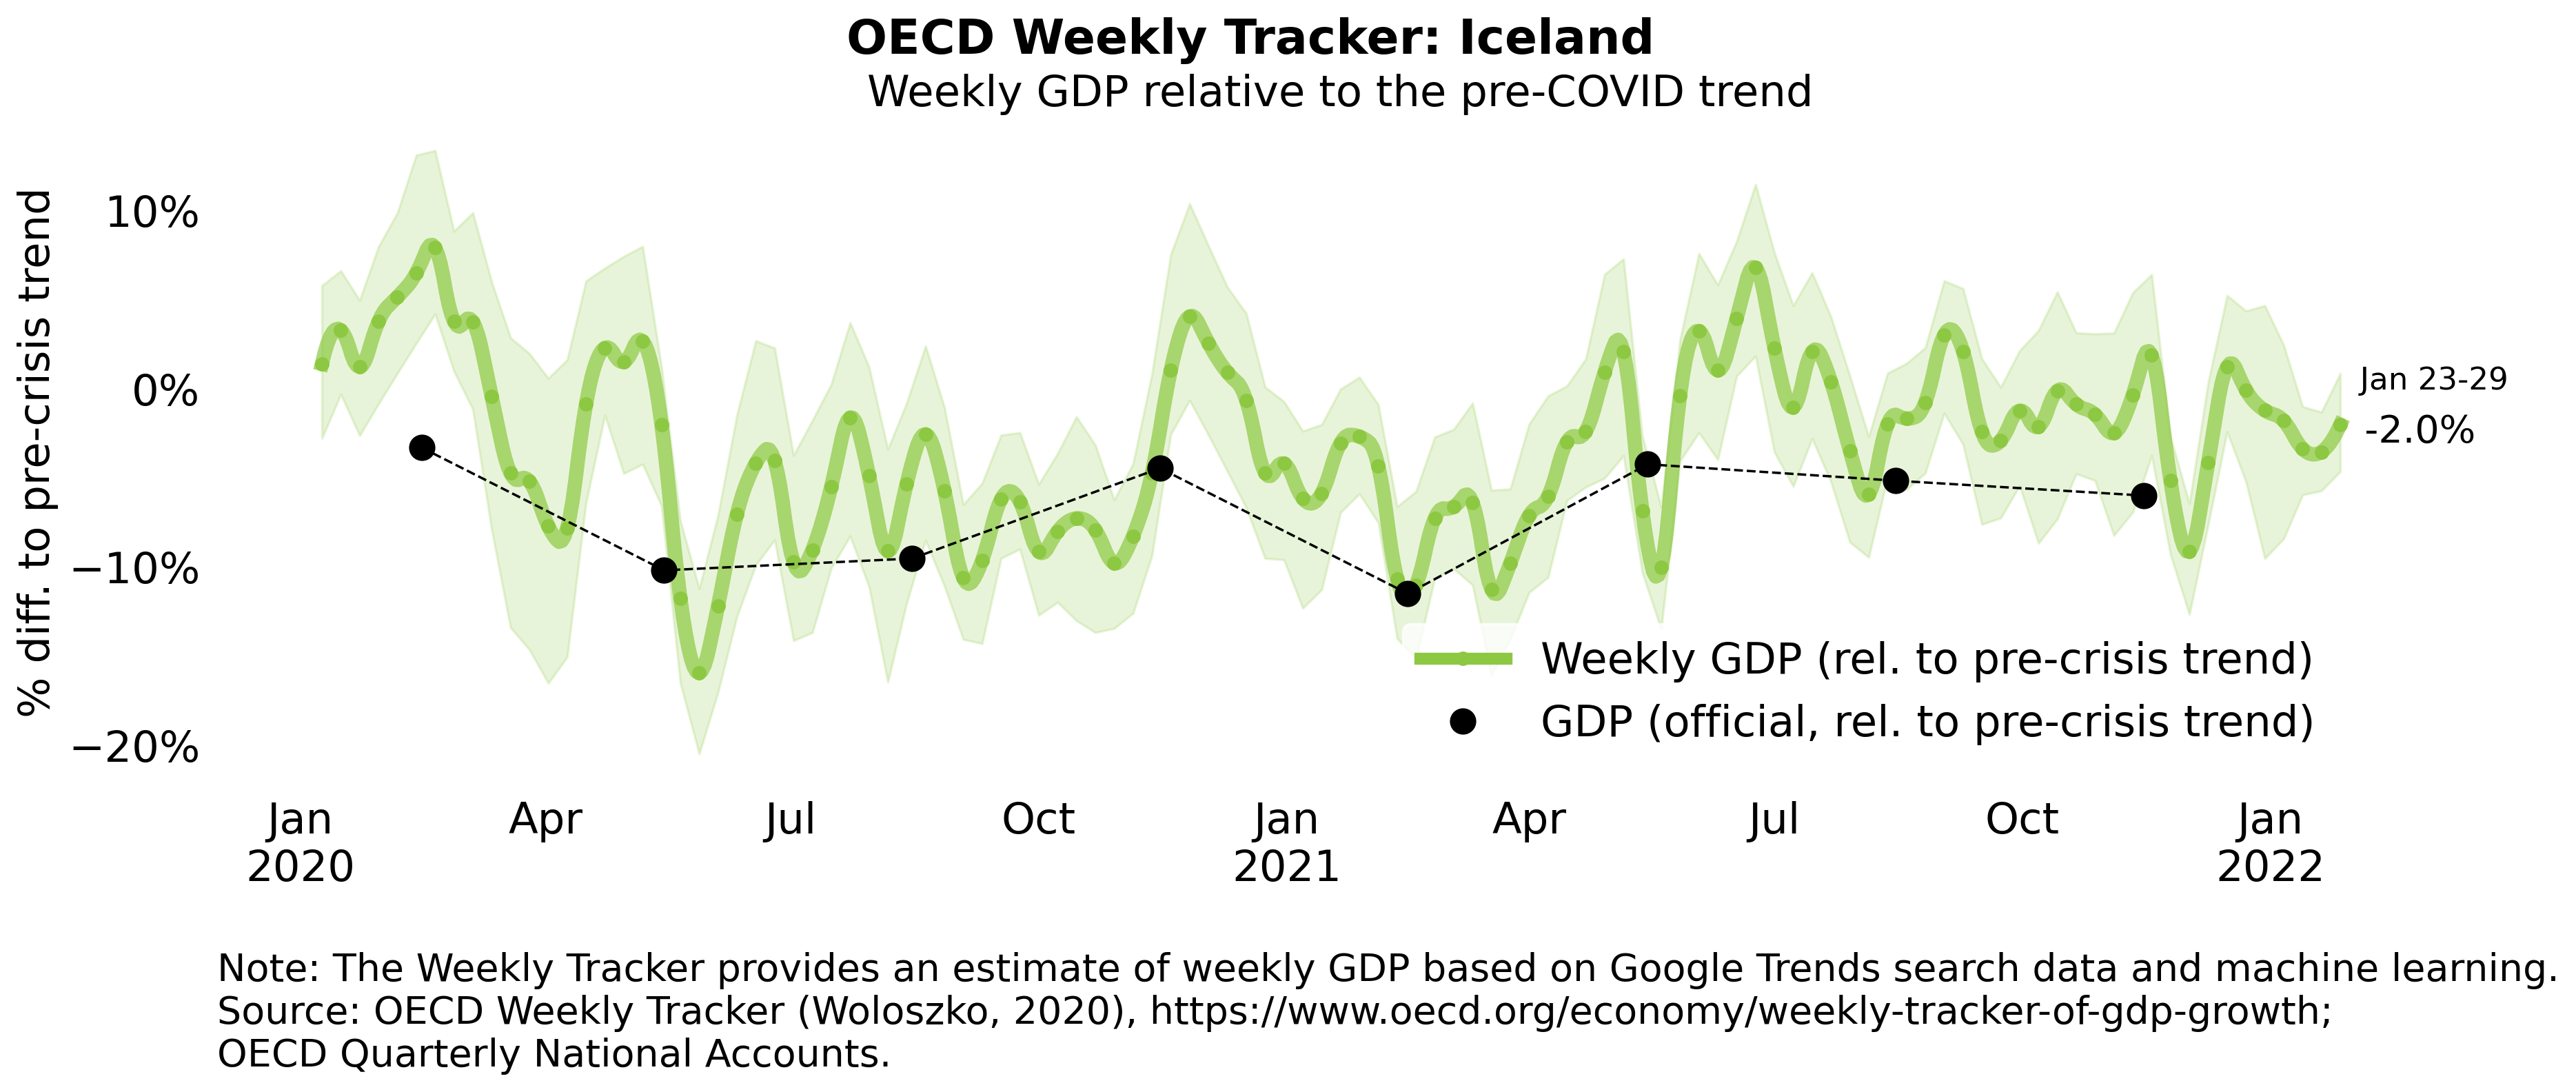 OECD Weekly Tracker: Iceland
Weekly GDP relative to the pre-COVID trend
% diff. to pre-crisis trend
10%
0%
−10%
−20%
Jan 23-29
-2.0%
Weekly GDP (rel. to pre-crisis trend)
GDP (official, rel. to pre-crisis trend)
Jan Apr Jul Oct Jan Apr Jul Oct Jan
2020 2021 2022
Note: The Weekly Tracker provides an estimate of weekly GDP based on Google Trends search data and machine learning.
Source: OECD Weekly Tracker (Woloszko, 2020), https://www.oecd.org/economy/weekly-tracker-of-gdp-growth;
OECD Quarterly National Accounts.